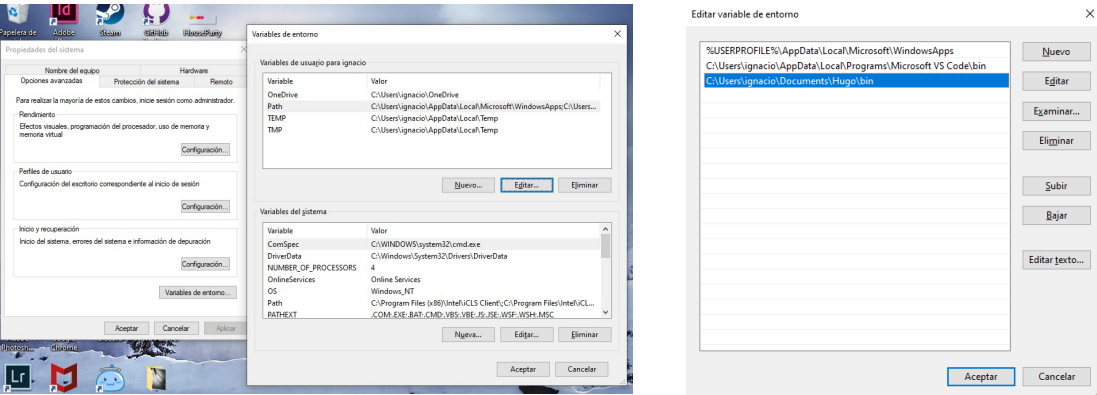 Papelera de
Adobe
Steam
GitHub
HouseParty
Propiedades del sistema
Nombre del equipo
Hardware
Opciones avanzadas
Protección del sistema
Remoto
Para realizar la mayoría de estos cambios, inicie sesión como administrador.
Rendimiento
Efectos visuales, programación del procesador, uso de memoria y
memoria virtual
Configuración...
Perfiles de usuario
Configuración del escritorio correspondiente al inicio de sesión
Configuración...
Inicio y recuperación
Inicio del sistema, errores del sistema e información de depuración
Configuración...
Variables de entorno...
Aceptar
Cancelar
Aplicar
Photosh...
Chrome
Lr
Id
Variables de entorno
Variables de usuario para ignacio
Variable Valor
OneDrive C:\Users\ignacio\OneDrive
Path C:\Users\ignacio\AppData\Local\Microsoft\WindowsApps;C:\Users...
TEMP C:\Users\ignacio\AppData\Local\Temp
TMP C:\Users\ignacio\AppData\Local\Temp
Nuevo...
Editar...
Eliminar
Variables del sistema
Variable Valor
ComSpec C:\WINDOWS\system32\cmd.exe
DriverData C:\Windows\System32\Drivers\DriverData
NUMBER_OF_PROCESSORS 4
OnlineServices Online Services
OS Windows_NT
Path C:\Program Files (x86)\Intel\iCLS Client\;C:\Program Files\Intel\iCL...
PATHEXT .COM;.EXE;.BAT;.CMD;.VBS;.VBE;.JS;.JSE;.WSF;.WSH;.MSC
Nueva...
Editar...
Eliminar
Aceptar
Cancelar
Editar variable de entorno
%USERPROFILE%\AppData\Local\Microsoft\WindowsApps
C:\Users\ignacio\AppData\Local\Programs\Microsoft VS Code\bin
C:\Users\ignacio\Documents\Hugo\bin
Nuevo
Editar
Examinar...
Eliminar
Subir
Bajar
Editar texto...
Aceptar
Cancelar